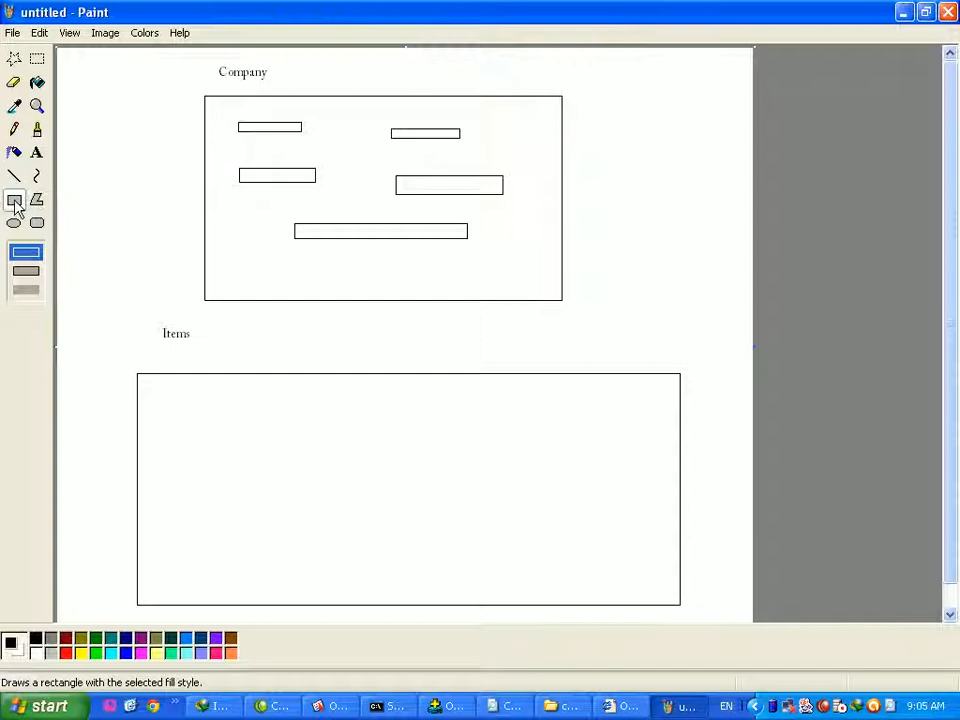 untitled - Paint
File Edit View Image Colors Help
Company
Items
Draws a rectangle with the selected fill style.
start I... C... O... S... O... C... c... O... u... EN 9:05 AM